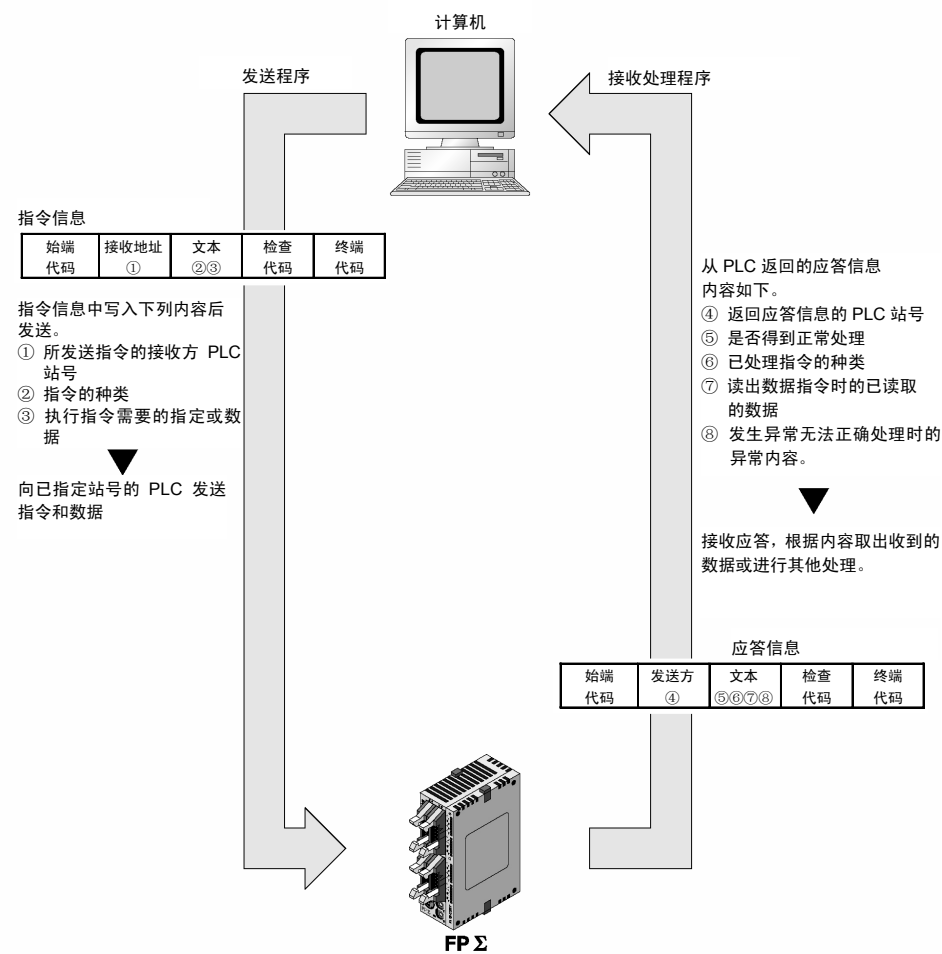 计算机
发送程序
接收处理程序
指令信息
始端 接收地址 文本 检查 终端
代码 ① ②③ 代码 代码
指令信息中写入下列内容后
发送。
① 所发送指令的接收方 PLC
站号
② 指令的种类
③ 执行指令需要的指定或数
据
向已指定站号的 PLC 发送
指令和数据
从 PLC 返回的应答信息
内容如下。
④ 返回应答信息的 PLC 站号
⑤ 是否得到正常处理
⑥ 已处理指令的种类
⑦ 读出数据指令时的已读取
的数据
⑧ 发生异常无法正确处理时的
异常内容。
接收应答，根据内容取出收到的
数据或进行其他处理。
应答信息
始端 发送方 文本 检查 终端
代码 ④ ⑤⑥⑦⑧ 代码 代码
FP Σ